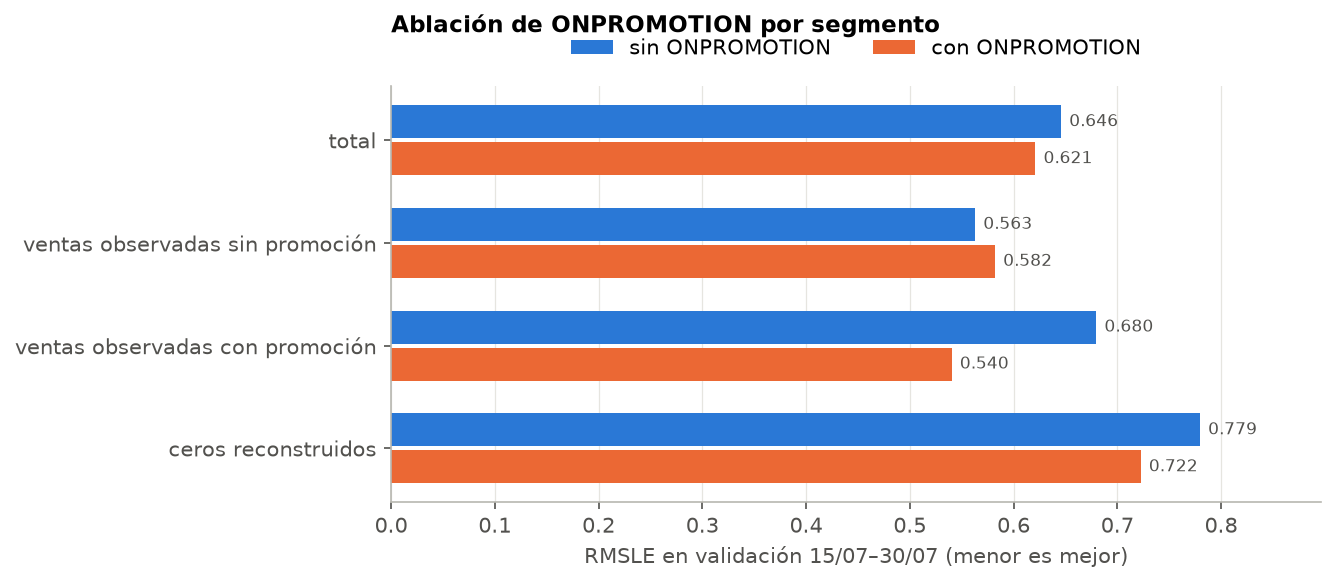 Ablación de ONPROMOTION por segmento
sin ONPROMOTION con ONPROMOTION
total
0.646
0.621
ventas observadas sin promoción
0.563
0.582
ventas observadas con promoción
0.680
0.540
ceros reconstruidos
0.779
0.722
0.0 0.1 0.2 0.3 0.4 0.5 0.6 0.7 0.8
RMSLE en validación 15/07–30/07 (menor es mejor)